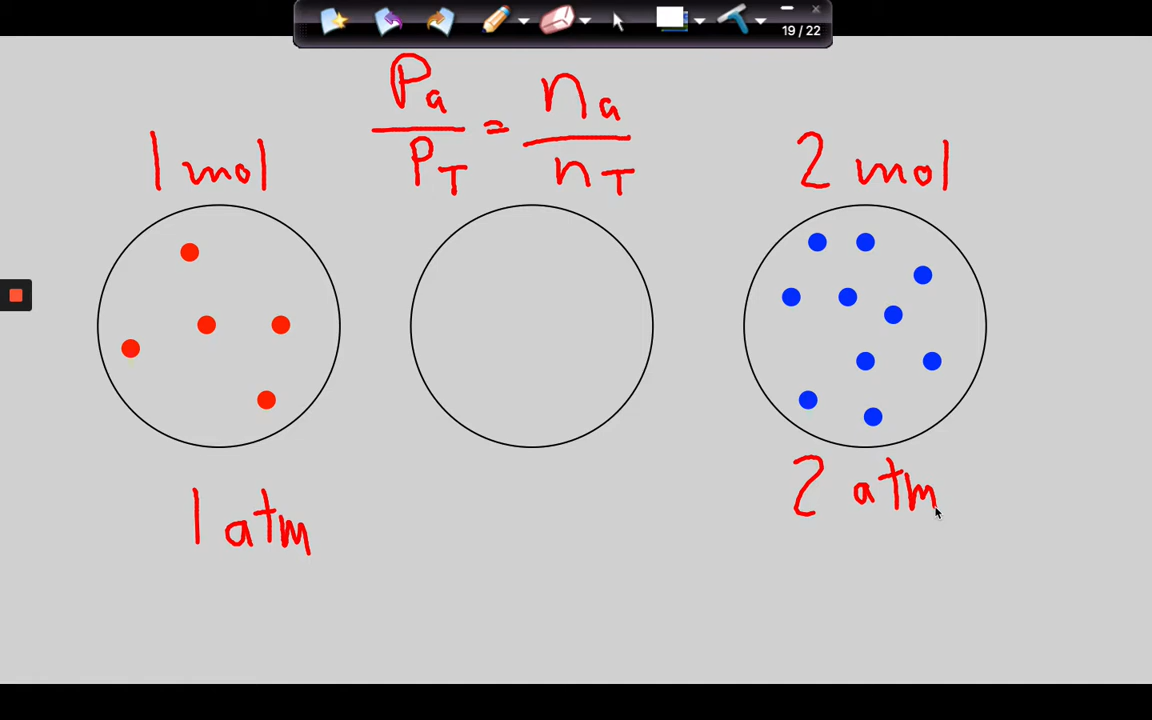 19 / 22
Pa / PT = na / nT
1 mol
2 mol
1 atm
2 atm